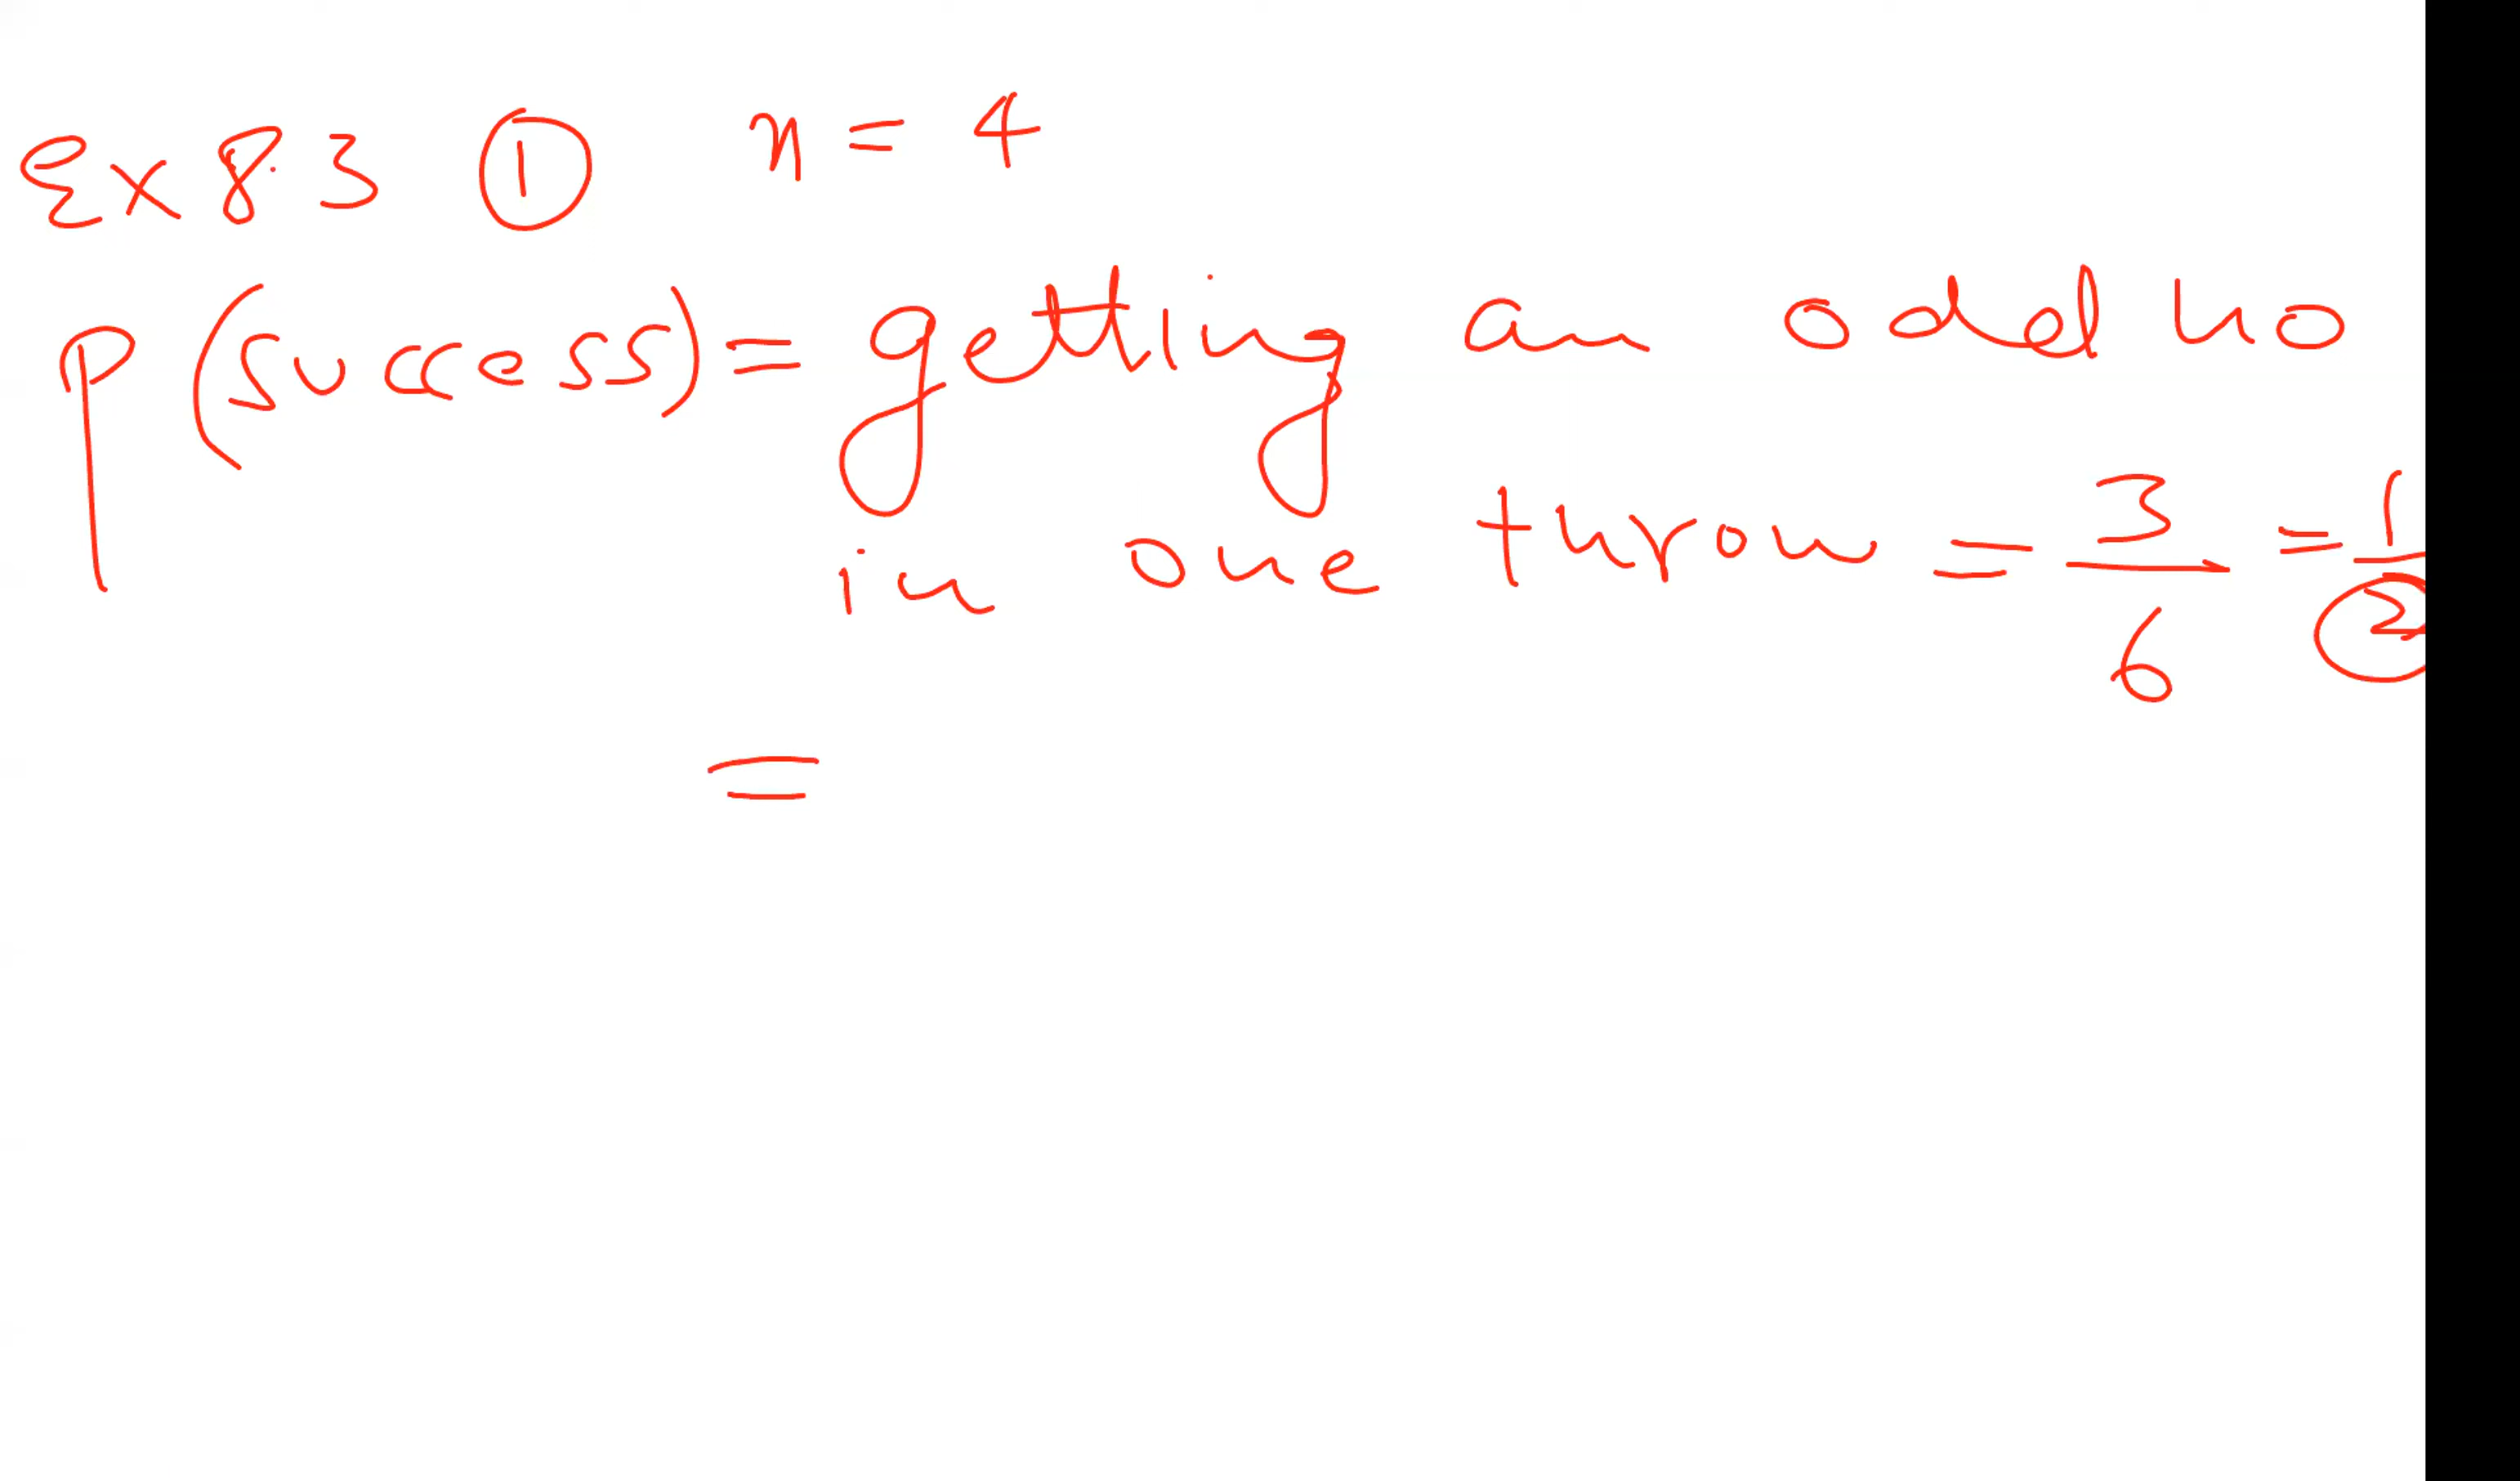 Ex 8.3 ① n = 4
p (success) = getting an odd no
in one throw = 3/6 = 1/2
=